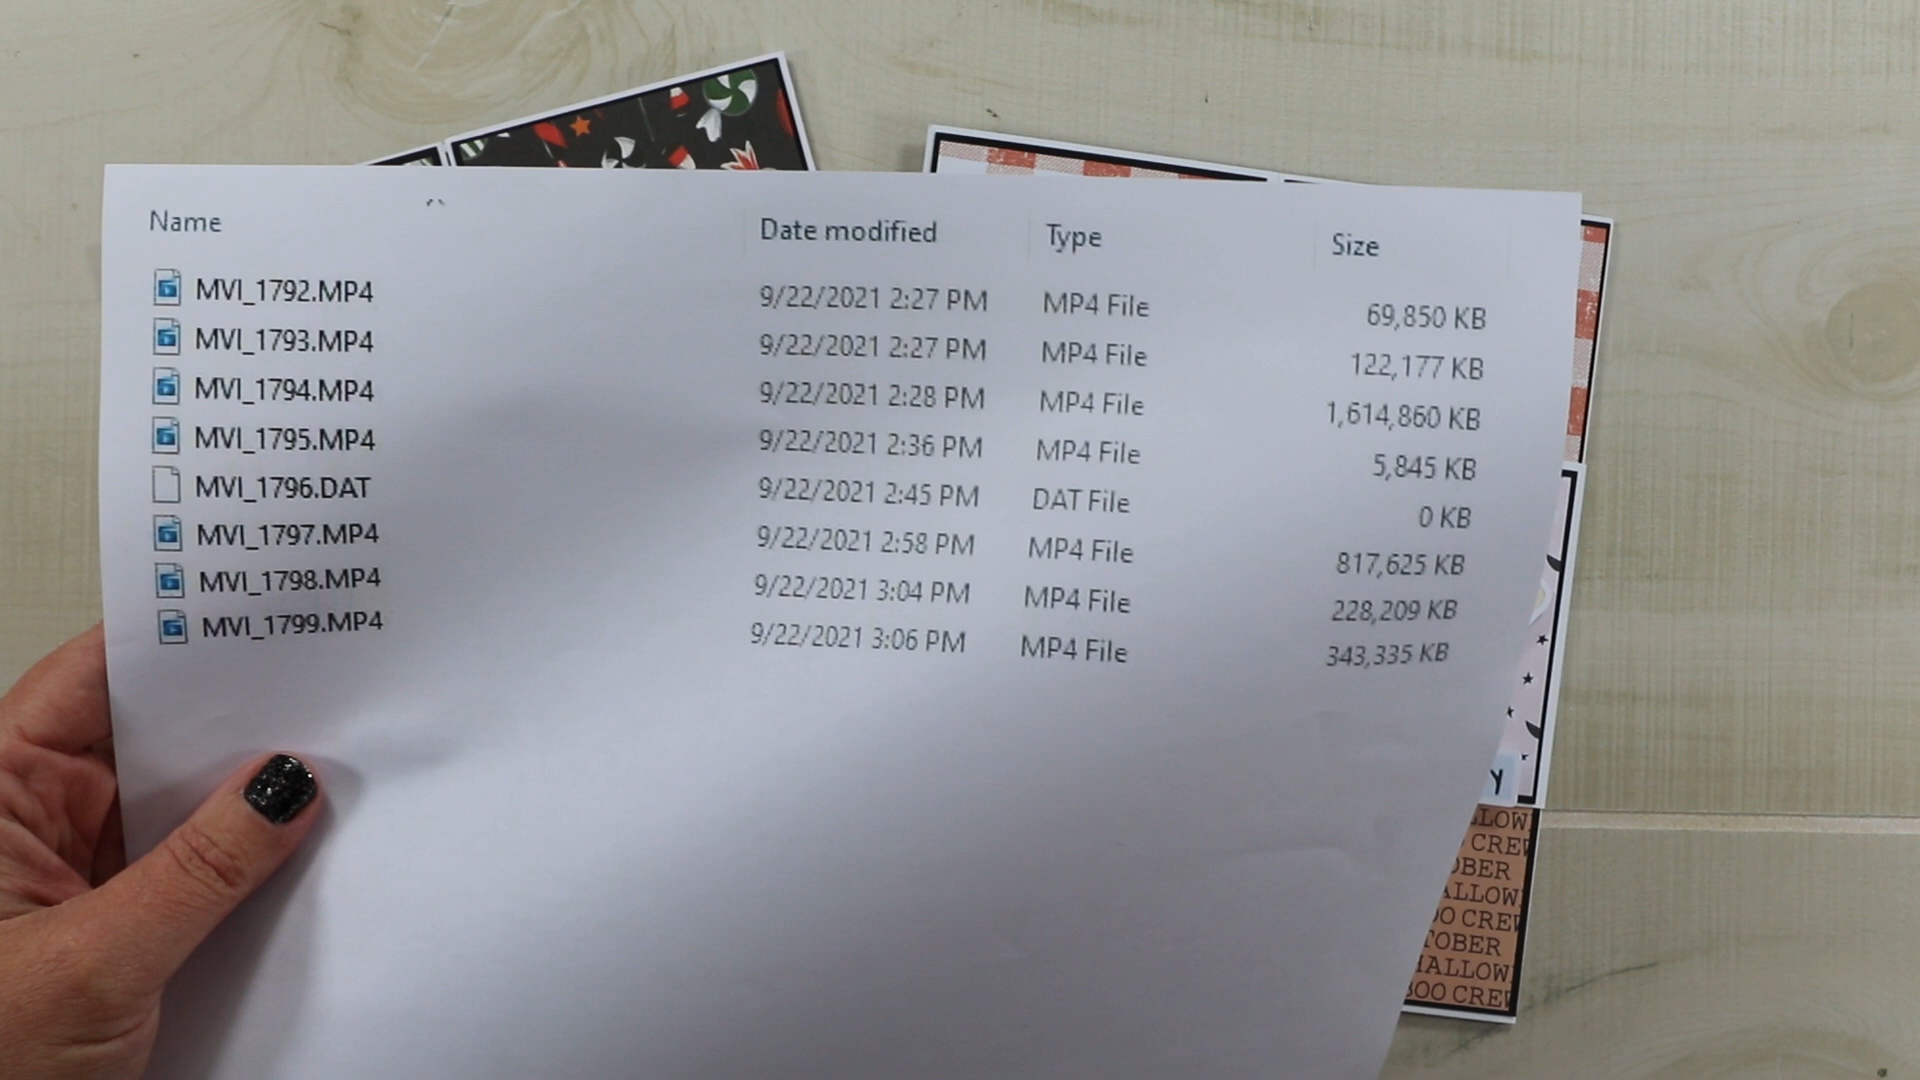 Name Date modified Type Size
MVI_1792.MP4 9/22/2021 2:27 PM MP4 File 69,850 KB
MVI_1793.MP4 9/22/2021 2:27 PM MP4 File 122,177 KB
MVI_1794.MP4 9/22/2021 2:28 PM MP4 File 1,614,860 KB
MVI_1795.MP4 9/22/2021 2:36 PM MP4 File 5,845 KB
MVI_1796.DAT 9/22/2021 2:45 PM DAT File 0 KB
MVI_1797.MP4 9/22/2021 2:58 PM MP4 File 817,625 KB
MVI_1798.MP4 9/22/2021 3:04 PM MP4 File 228,209 KB
MVI_1799.MP4 9/22/2021 3:06 PM MP4 File 343,335 KB
Y
LLOW
CREW
OBER
ALLOW
OO CREW
TOBER
HALLOW
BOO CREW